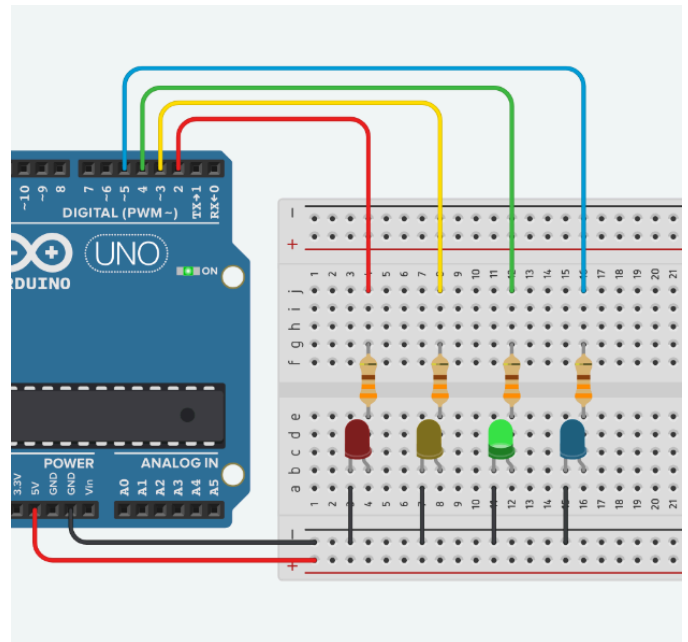 ~10
~9
8
7
~6
~5
4
~3
2
TX→1
RX←0
DIGITAL (PWM~)
UNO
ON
RDUINO
POWER
ANALOG IN
3.3V
5V
GND
GND
Vin
A0
A1
A2
A3
A4
A5
−
+
1 2 3 4 5 6 7 8 9 10 11 12 13 14 15 16 17 18 19 20 21
j
i
h
g
f
e
d
c
b
a
1 2 3 4 5 6 7 8 9 10 11 12 13 14 15 16 17 18 19 20 21
−
+